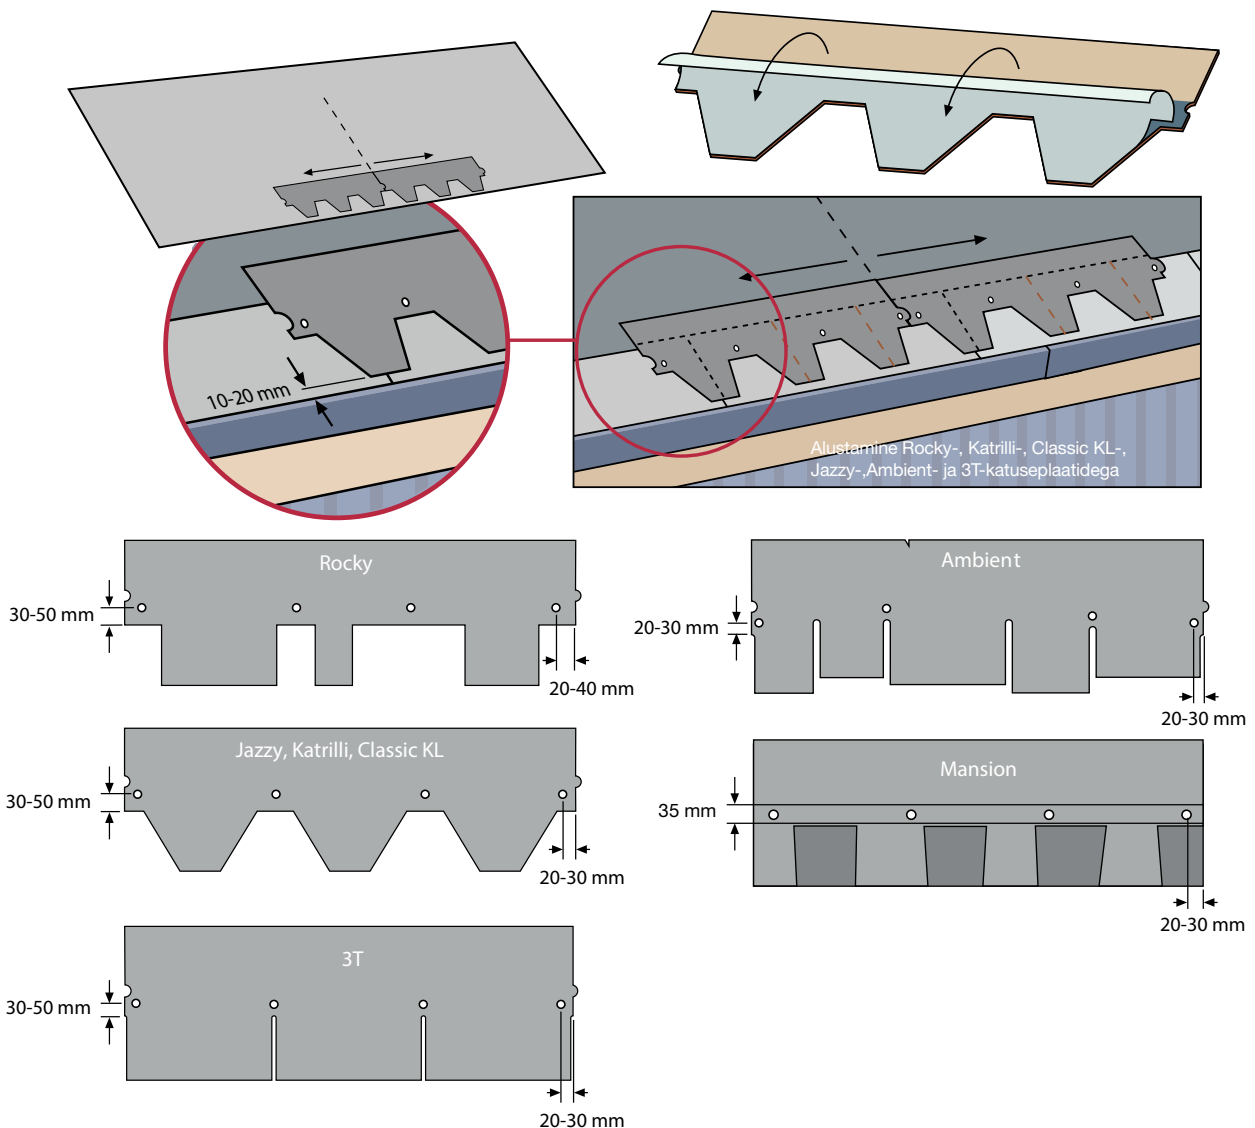 10-20 mm
Alustamine Rocky-, Katrilli-, Classic KL-,
Jazzy-,Ambient- ja 3T-katuseplaatidega
Rocky
30-50 mm
20-40 mm
Ambient
20-30 mm
20-30 mm
Jazzy, Katrilli, Classic KL
30-50 mm
20-30 mm
Mansion
35 mm
20-30 mm
3T
30-50 mm
20-30 mm